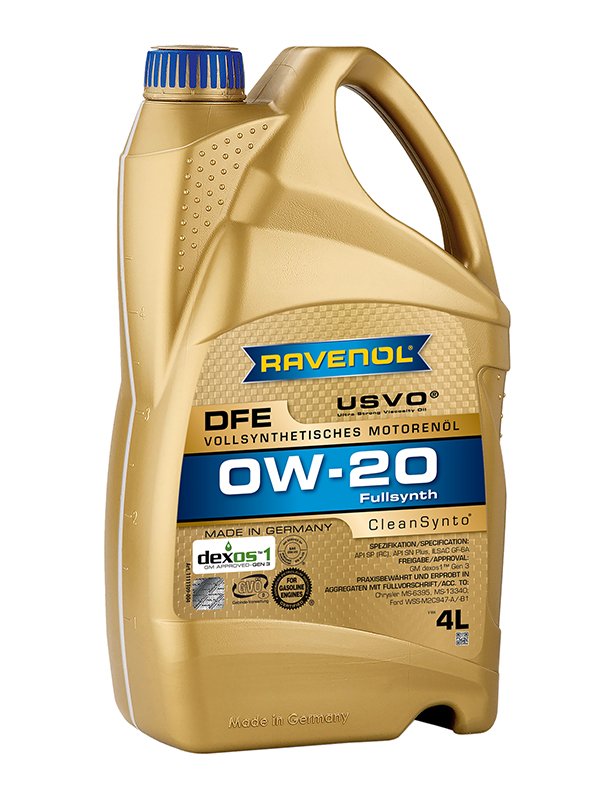 RAVENOL®
DFE
USVO®
Ultra Strong Viscosity Oil
VOLLSYNTHETISCHES MOTORENÖL
0W-20
Fullsynth
CleanSynto®
MADE IN GERMANY
dexos™1
GM APPROVED-GEN 3
SPEZIFIKATION/SPECIFICATION:
API SP (RC), API SN Plus, ILSAC GF-6A
FREIGABE/APPROVAL:
GM dexos1™ Gen 3
PRAXISBEWÄHRT UND ERPROBT IN
AGGREGATEN MIT FÜLLVORSCHRIFT/ACC. TO:
Chrysler MS-6395, MS-13340,
Ford WSS-M2C947-A/-B1
GVÖ
FOR
GASOLINE
ENGINES
4L
Made in Germany